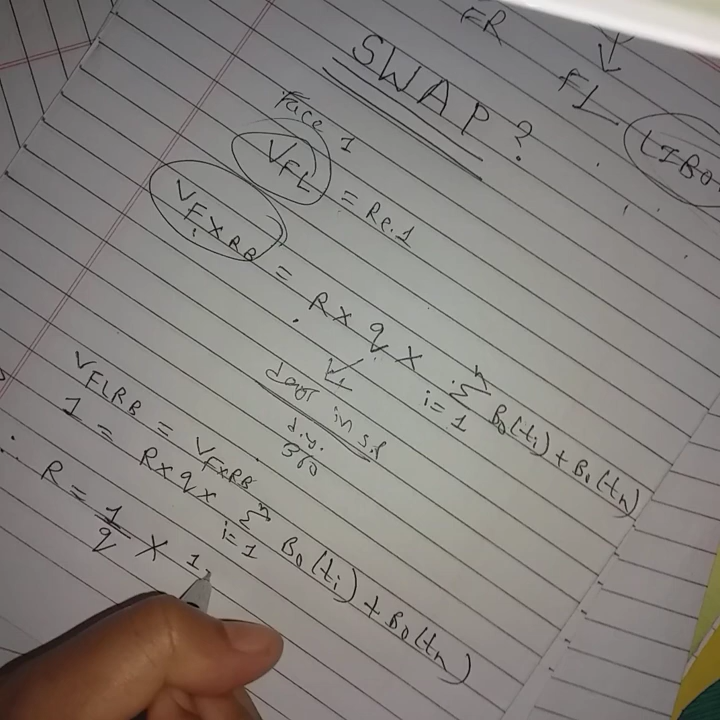 FR
FL
LIBO
SWAP?
Face 1
VFL = Re.1
VFXRB = R x q x Σ i=1 n B0(ti) + B0(tn)
days in s.p
d.y.
360
VFLRB = VFXRB
1 = R x q x Σ i=1 n B0(ti) + B0(tn)
∴ R = 1/q x 1